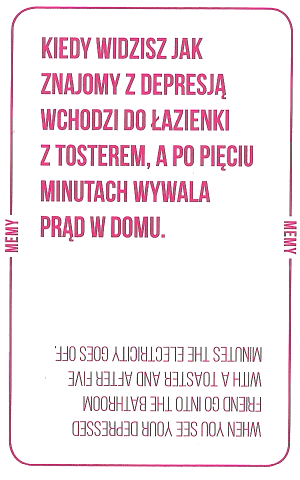 KIEDY WIDZISZ JAK
ZNAJOMY Z DEPRESJĄ
WCHODZI DO ŁAZIENKI
Z TOSTEREM, A PO PIĘCIU
MINUTACH WYWALA
PRĄD W DOMU.
MEMY
MEMY
WHEN YOU SEE YOUR DEPRESSED
FRIEND GO INTO THE BATHROOM
WITH A TOASTER AND AFTER FIVE
MINUTES THE ELECTRICITY GOES OFF.